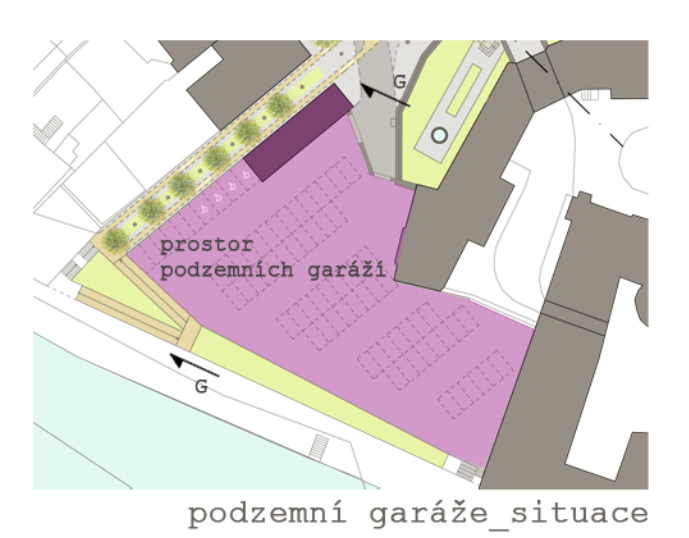 G
prostor
podzemních garáží
G
podzemní garáže_situace